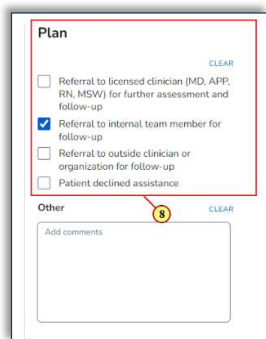 Plan
CLEAR
Referral to licensed clinician (MD, APP,
RN, MSW) for further assessment and
follow-up
Referral to internal team member for
follow-up
Referral to outside clinician or
organization for follow-up
Patient declined assistance
Other
8
CLEAR
Add comments